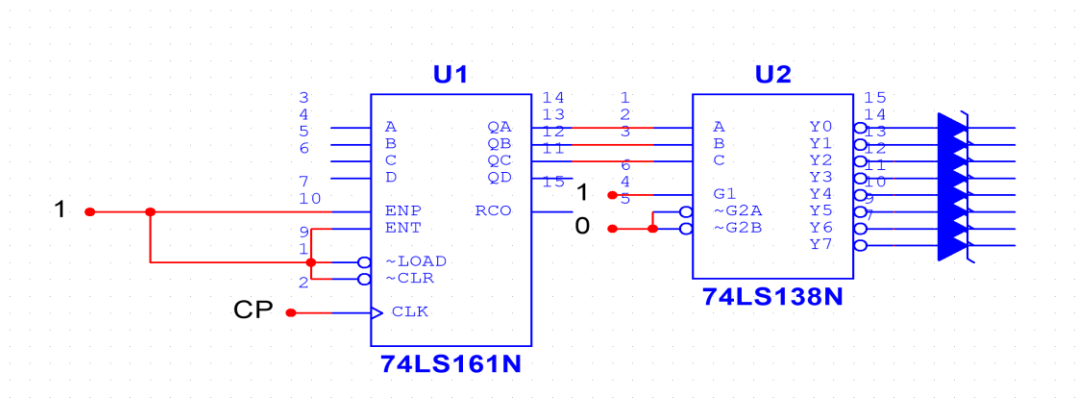 U1
U2
3
4
5
6
7
10
9
1
2
A
B
C
D
ENP
ENT
~LOAD
~CLR
CLK
QA
QB
QC
QD
RCO
14
13
12
11
15
1
2
3
6
4
5
A
B
C
G1
~G2A
~G2B
Y0
Y1
Y2
Y3
Y4
Y5
Y6
Y7
15
14
13
12
11
10
9
7
1
1
0
CP
74LS161N
74LS138N